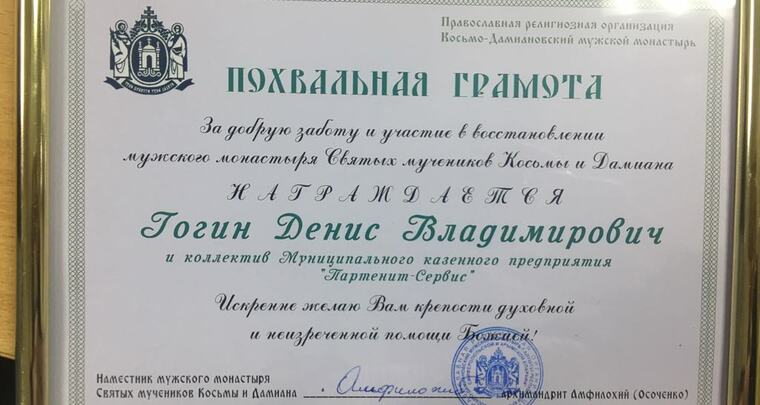 Православная религиозная организация
Косьмо-Дамиановский мужской монастырь
ПОХВАЛЬНАЯ ГРАМОТА
За добрую заботу и участие в восстановлении
мужского монастыря Святых мучеников Косьмы и Дамиана
НАГРАЖДАЕТСЯ
Гогин Денис Владимирович
и коллектив Муниципального казенного предприятия
"Партенит-Сервис"
Искренне желаю Вам крепости духовной
и неизреченной помощи Божией!
Наместник мужского монастыря
Святых мучеников Косьмы и Дамиана
архимандрит Амфилохий (Осоченко)